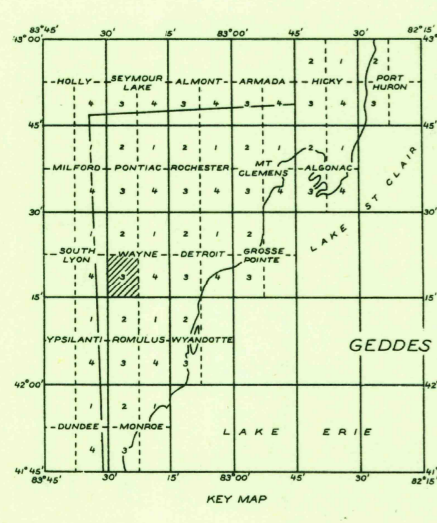 83°45' 30' 15' 83°00' 45' 30' 82°15'
43°00' 43°
2 1 2
HOLLY SEYMOUR LAKE ALMONT ARMADA HICKY PORT HURON
4 3 4 3 4 3 4 3 4 3
45' 45'
1 2 1 2 1 2 1 2 1
MILFORD PONTIAC ROCHESTER MT CLEMENS ALGONAC
4 3 4 3 4 3 4 3 4
LAKE ST CLAIR
30' 30'
1 2 1 2 1 2
SOUTH LYON WAYNE DETROIT GROSSE POINTE
4 3 4 3 4 3
15' 15'
1 2 1 2
YPSILANTI ROMULUS WYANDOTTE
GEDDES
4 3 4 3
42°00' 42°00'
1 2 1
DUNDEE MONROE LAKE ERIE
4 3
41°45' 41°45'
83°45' 30' 15' 83°00' 45' 30' 82°15'
KEY MAP